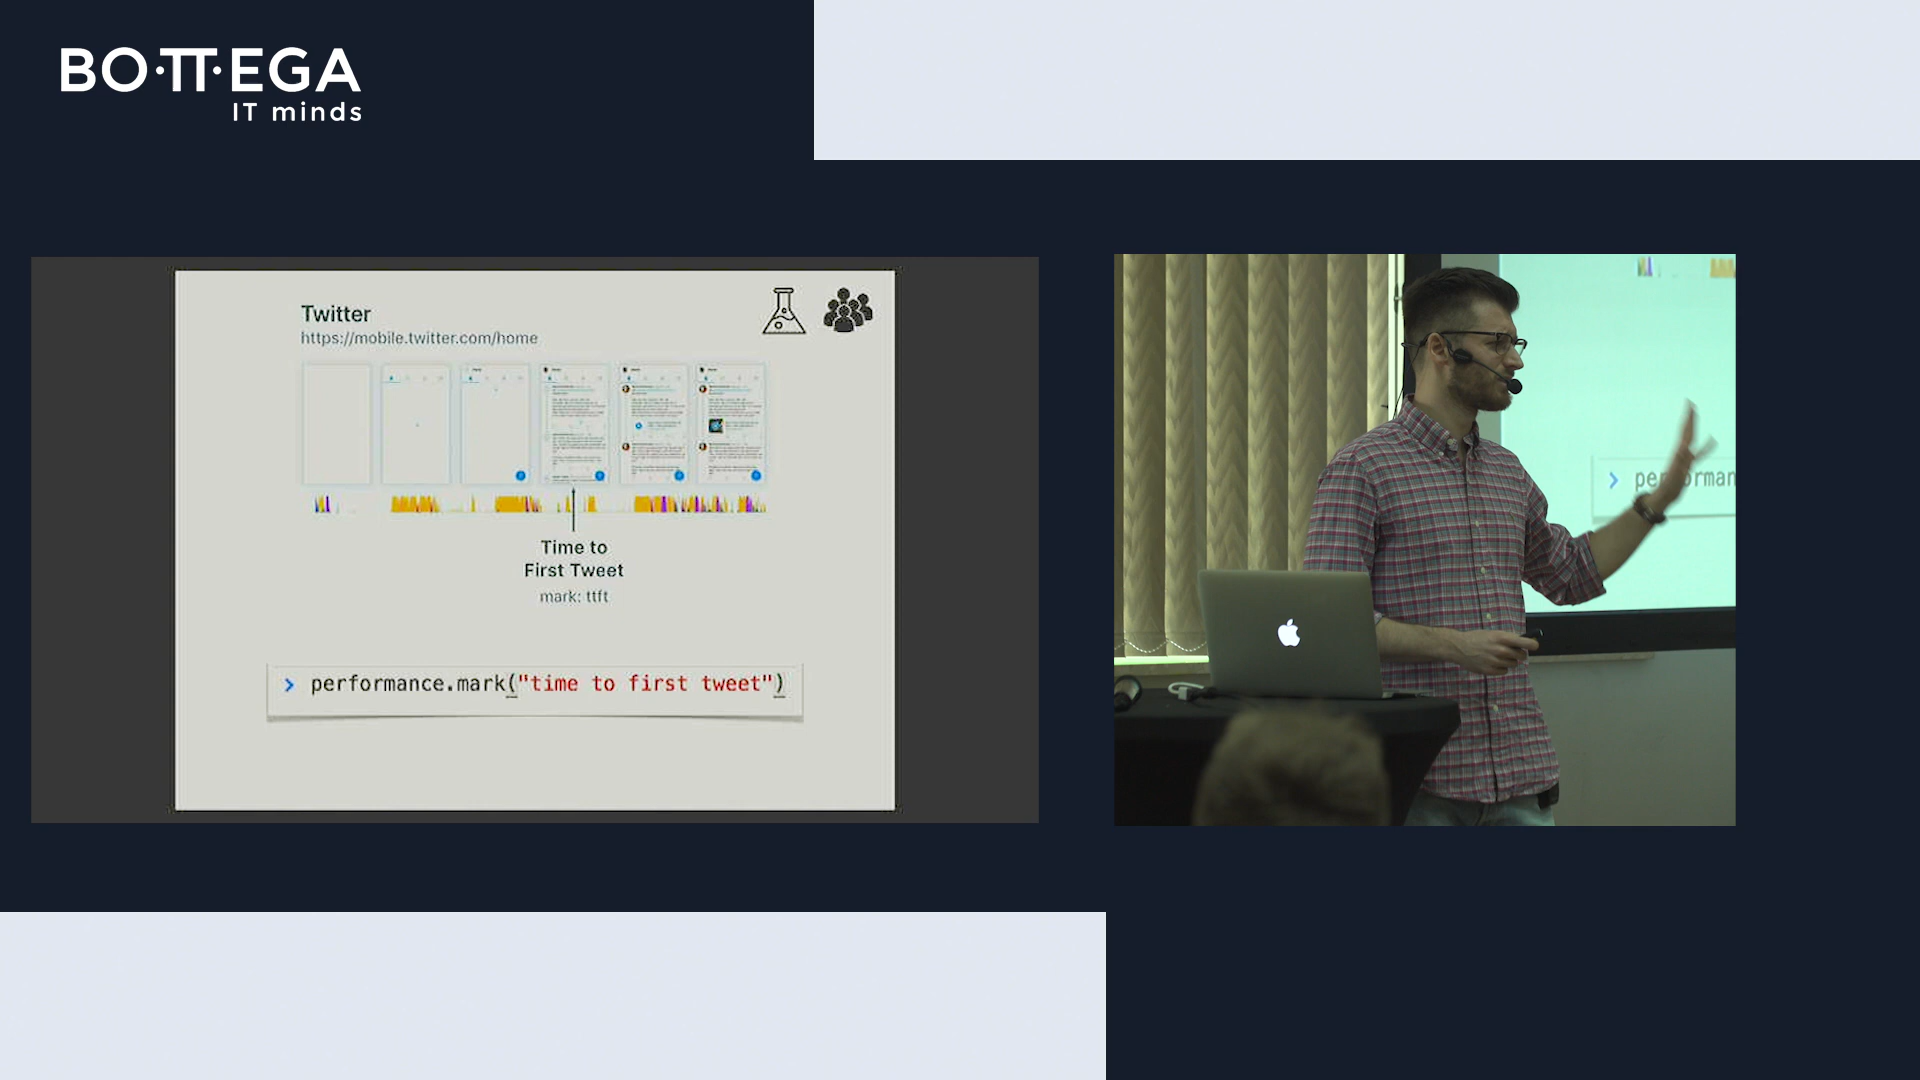 BO·TT·EGA
IT minds
Twitter
https://mobile.twitter.com/home
Time to
First Tweet
mark: ttft
> performance.mark("time to first tweet")
> performan